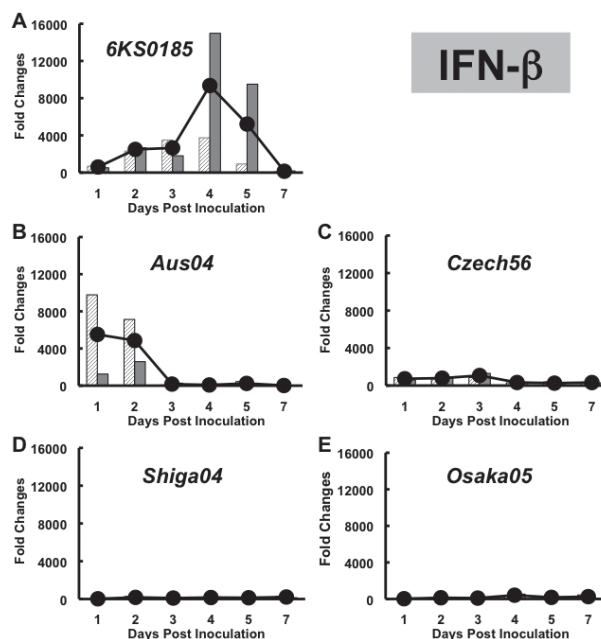 A
6KS0185
IFN-β
Fold Changes
16000
12000
8000
4000
0
1 2 3 4 5 7
Days Post Inoculation
B
Aus04
Fold Changes
16000
12000
8000
4000
0
1 2 3 4 5 7
Days Post Inoculation
C
Czech56
Fold Changes
16000
12000
8000
4000
0
1 2 3 4 5 7
Days Post Inoculation
D
Shiga04
Fold Changes
16000
12000
8000
4000
0
1 2 3 4 5 7
Days Post Inoculation
E
Osaka05
Fold Changes
16000
12000
8000
4000
0
1 2 3 4 5 7
Days Post Inoculation